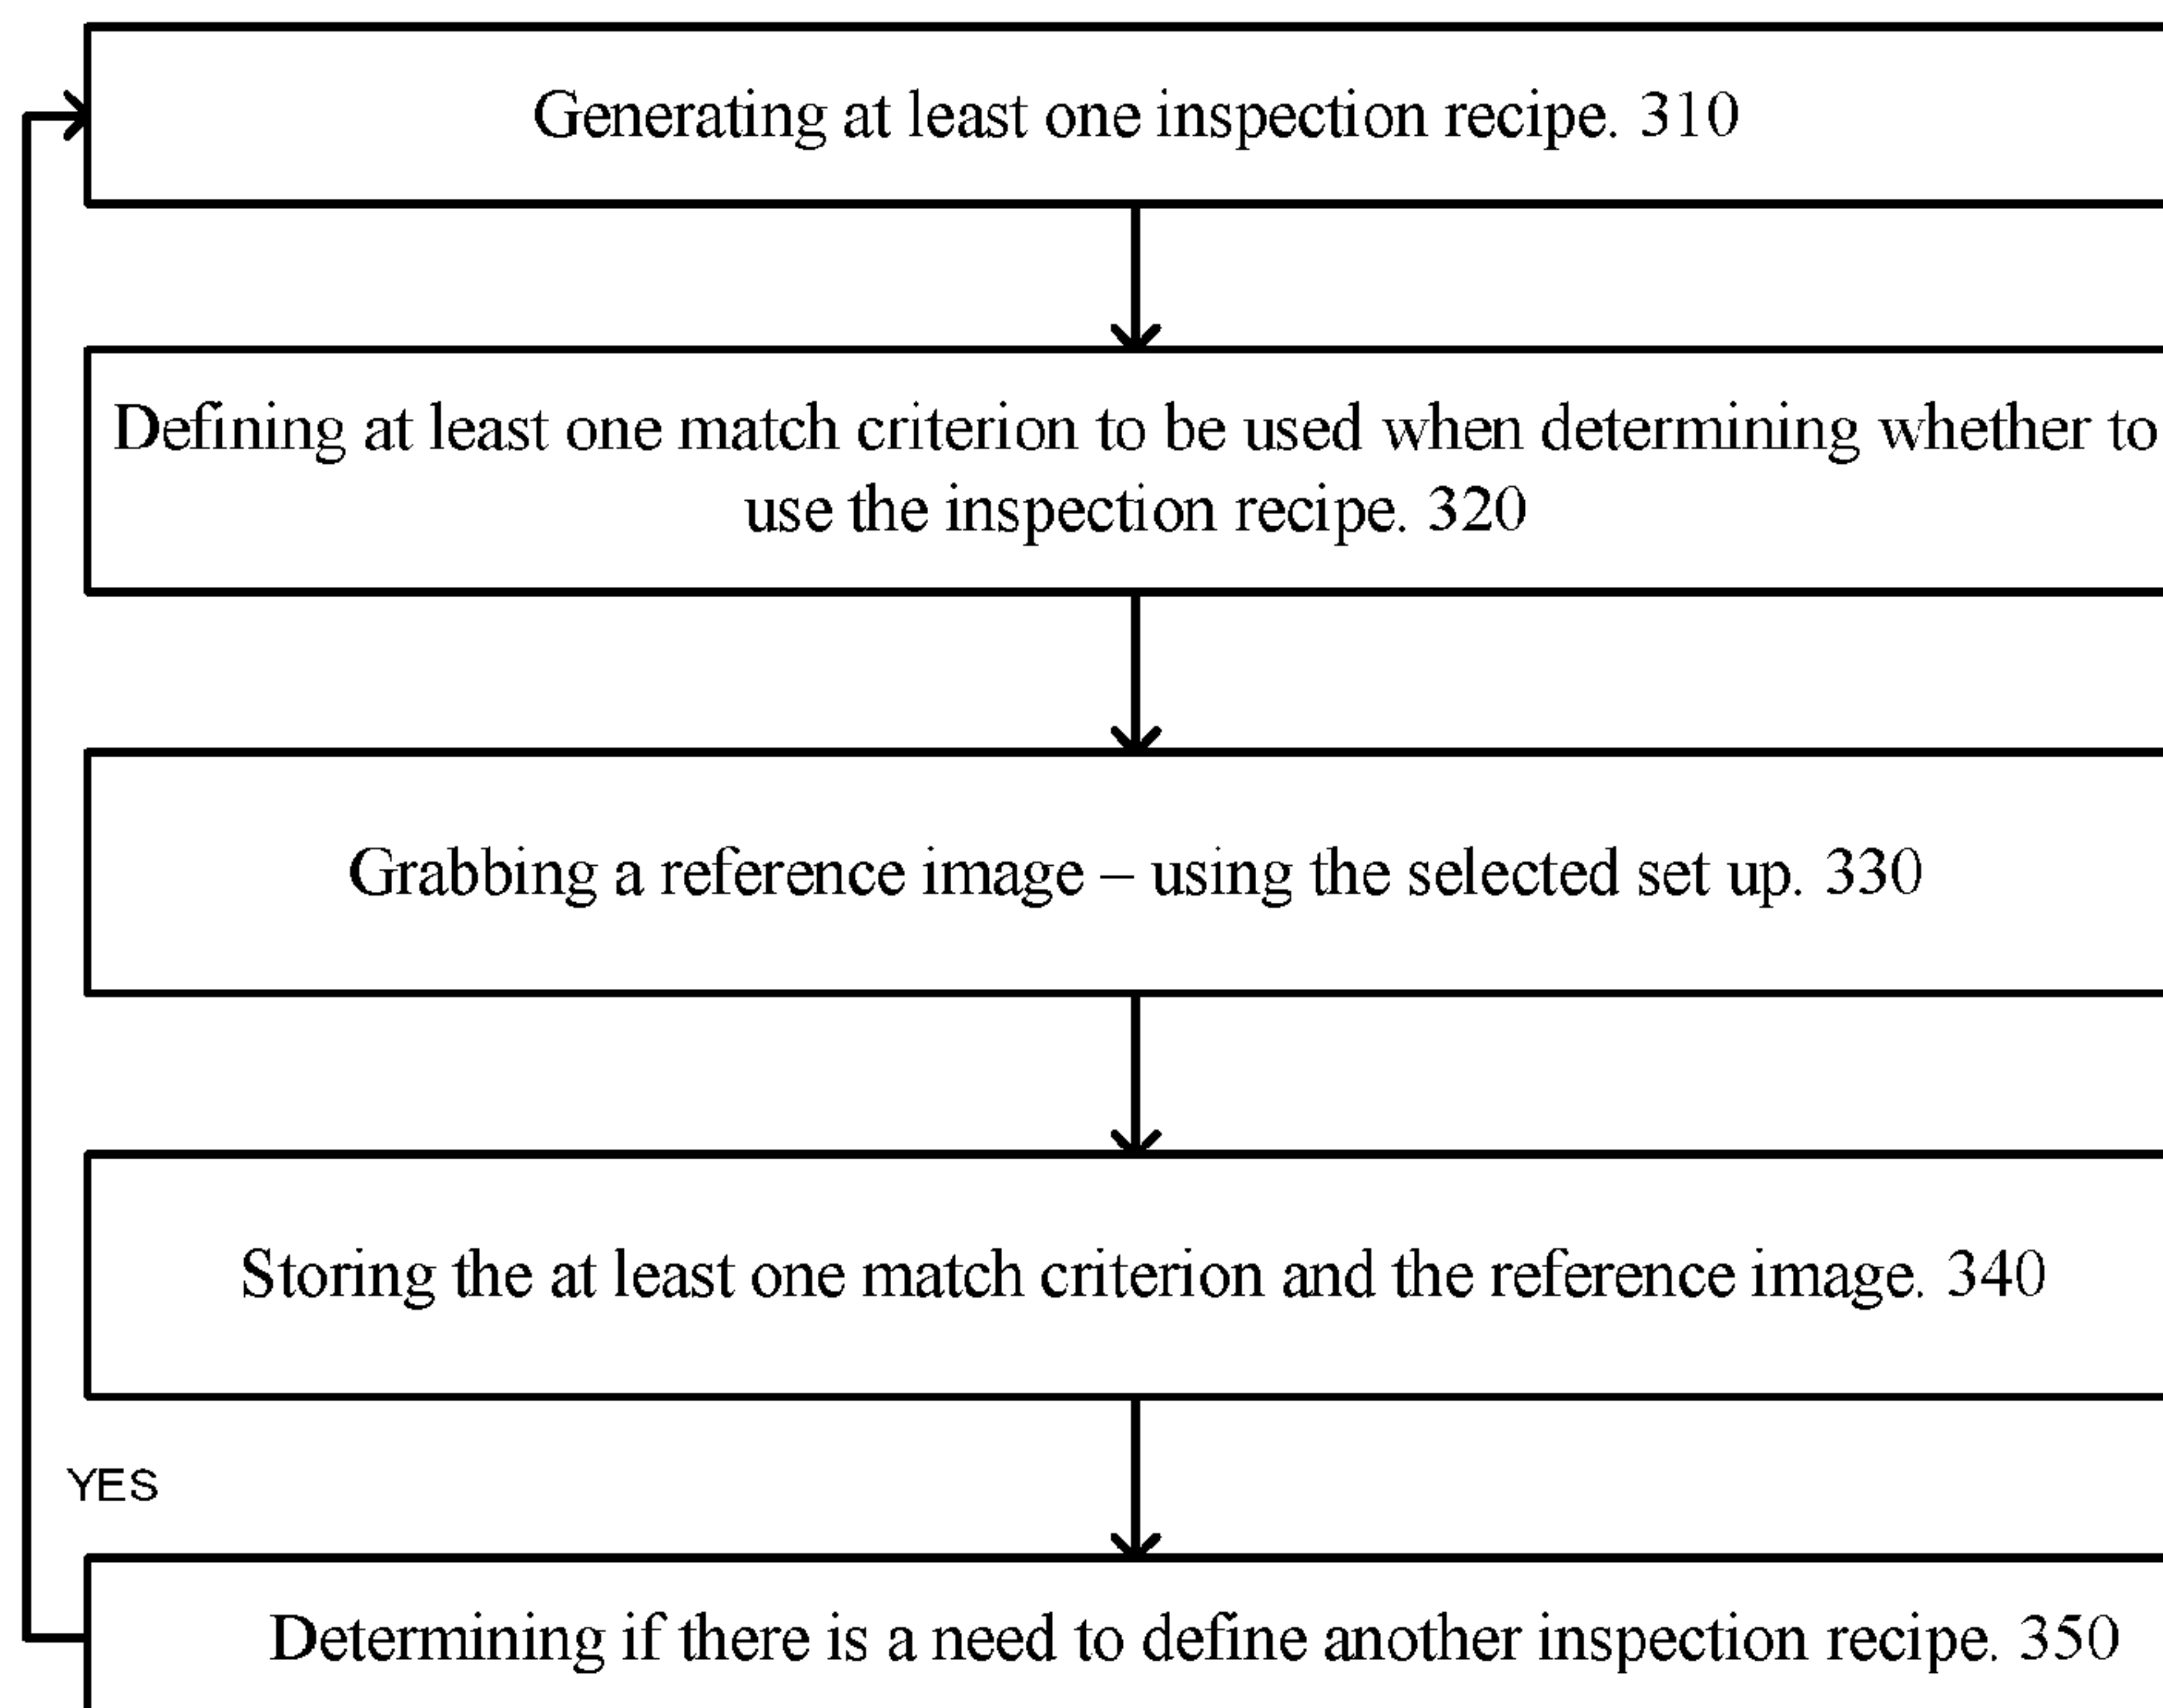 Generating at least one inspection recipe. 310
Defining at least one match criterion to be used when determining whether to
use the inspection recipe. 320
Grabbing a reference image – using the selected set up. 330
Storing the at least one match criterion and the reference image. 340
YES
Determining if there is a need to define another inspection recipe. 350